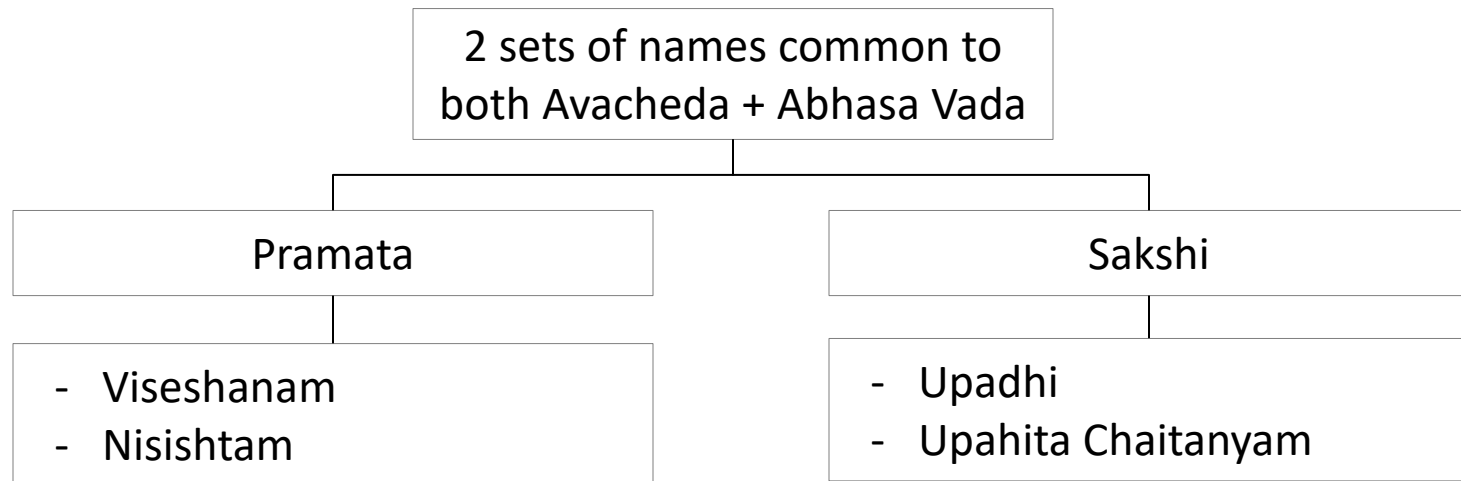 2 sets of names common to
both Avacheda + Abhasa Vada
Pramata
Sakshi
- Viseshanam
- Nisishtam
- Upadhi
- Upahita Chaitanyam